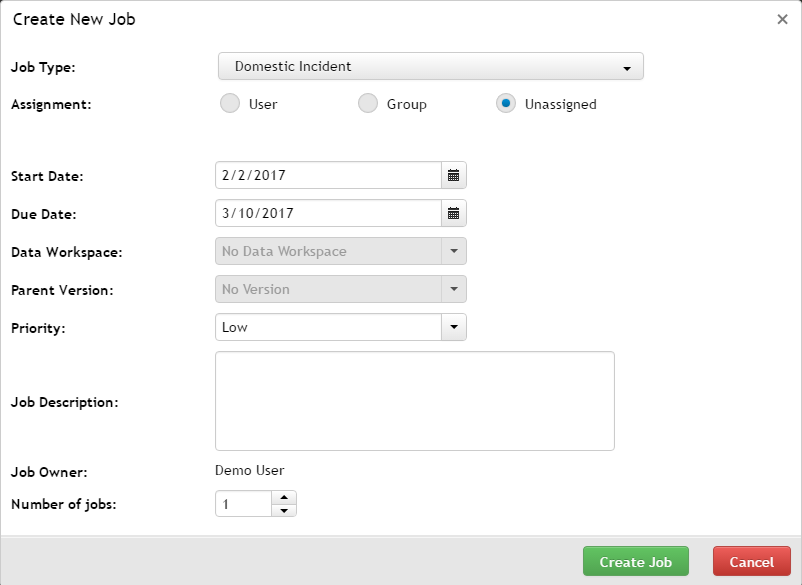 Create New Job
Job Type: Domestic Incident
Assignment: User Group Unassigned
Start Date: 2/2/2017
Due Date: 3/10/2017
Data Workspace: No Data Workspace
Parent Version: No Version
Priority: Low
Job Description:
Job Owner: Demo User
Number of jobs: 1
Create Job Cancel